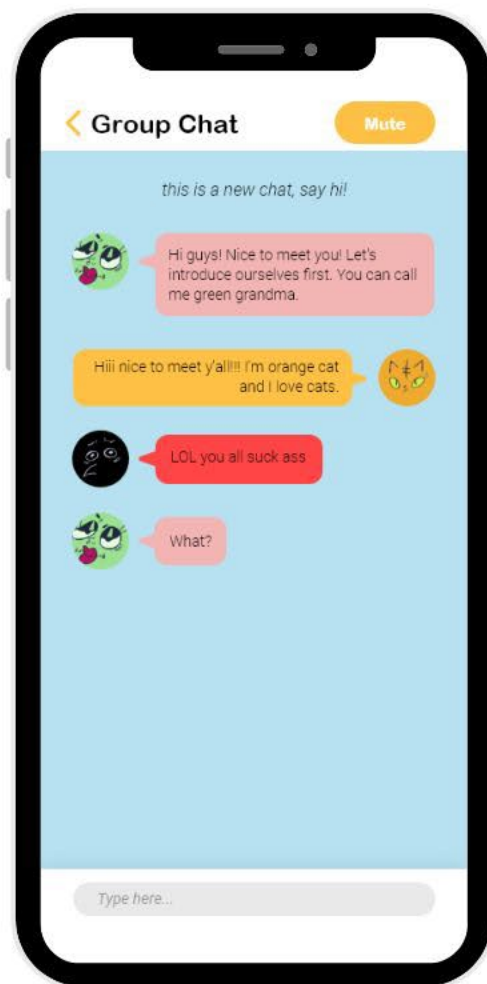 Group Chat
Mute
this is a new chat, say hi!
Hi guys! Nice to meet you! Let's
introduce ourselves first. You can call
me green grandma.
Hiii nice to meet y'all!!! I'm orange cat
and I love cats.
LOL you all suck ass
What?
Type here...